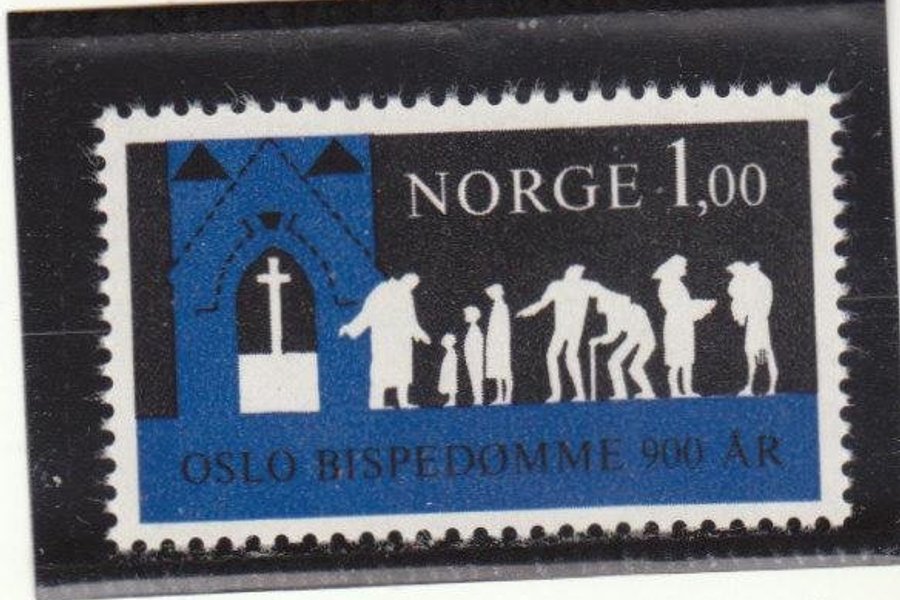 NORGE 1,00
OSLO BISPEDØMME 900 ÅR